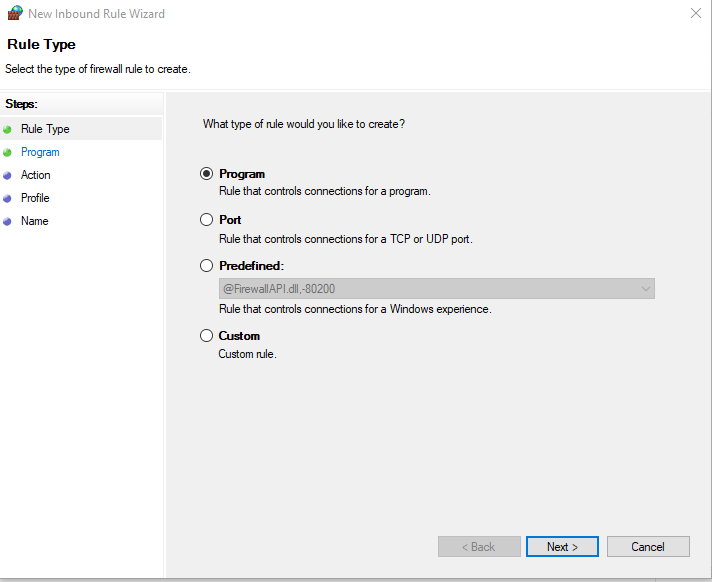 New Inbound Rule Wizard
Rule Type
Select the type of firewall rule to create.
Steps:
Rule Type
Program
Action
Profile
Name
What type of rule would you like to create?
Program
Rule that controls connections for a program.
Port
Rule that controls connections for a TCP or UDP port.
Predefined:
@FirewallAPI.dll,-80200
Rule that controls connections for a Windows experience.
Custom
Custom rule.
< Back
Next >
Cancel